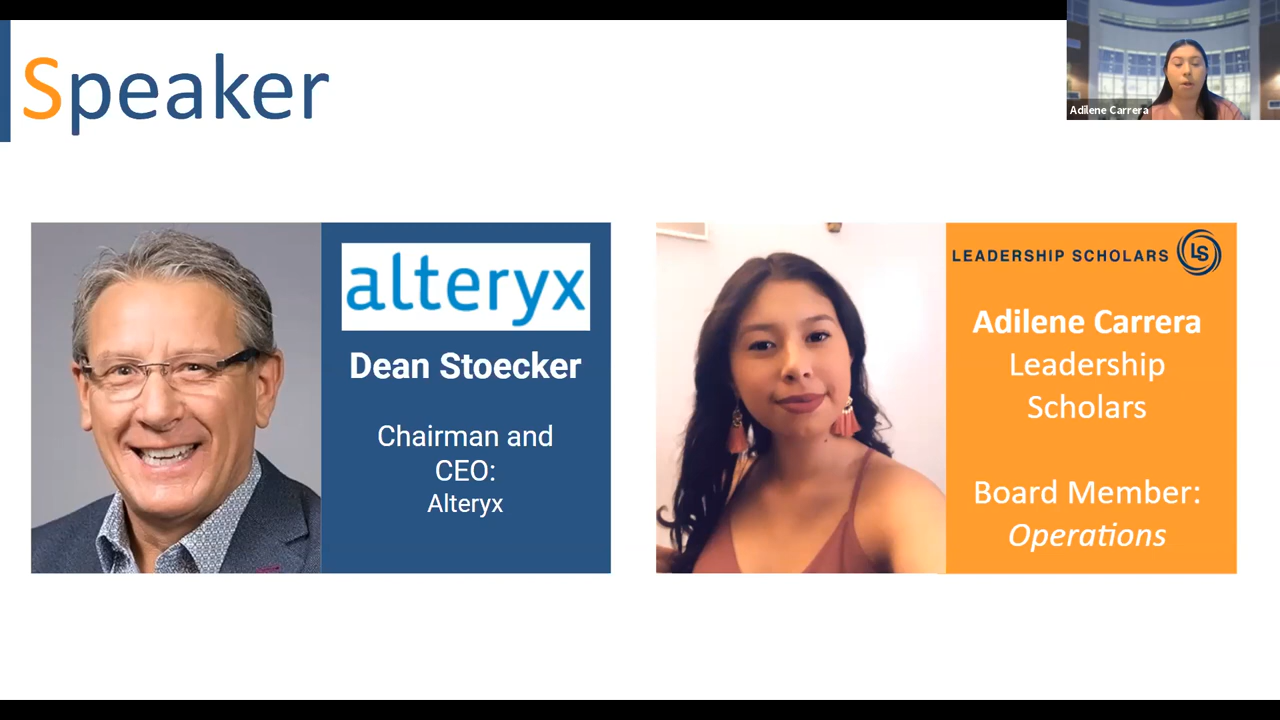 Speaker
Adilene Carrera
alteryx
Dean Stoecker
Chairman and
CEO:
Alteryx
LEADERSHIP SCHOLARS LS
Adilene Carrera
Leadership
Scholars
Board Member:
Operations